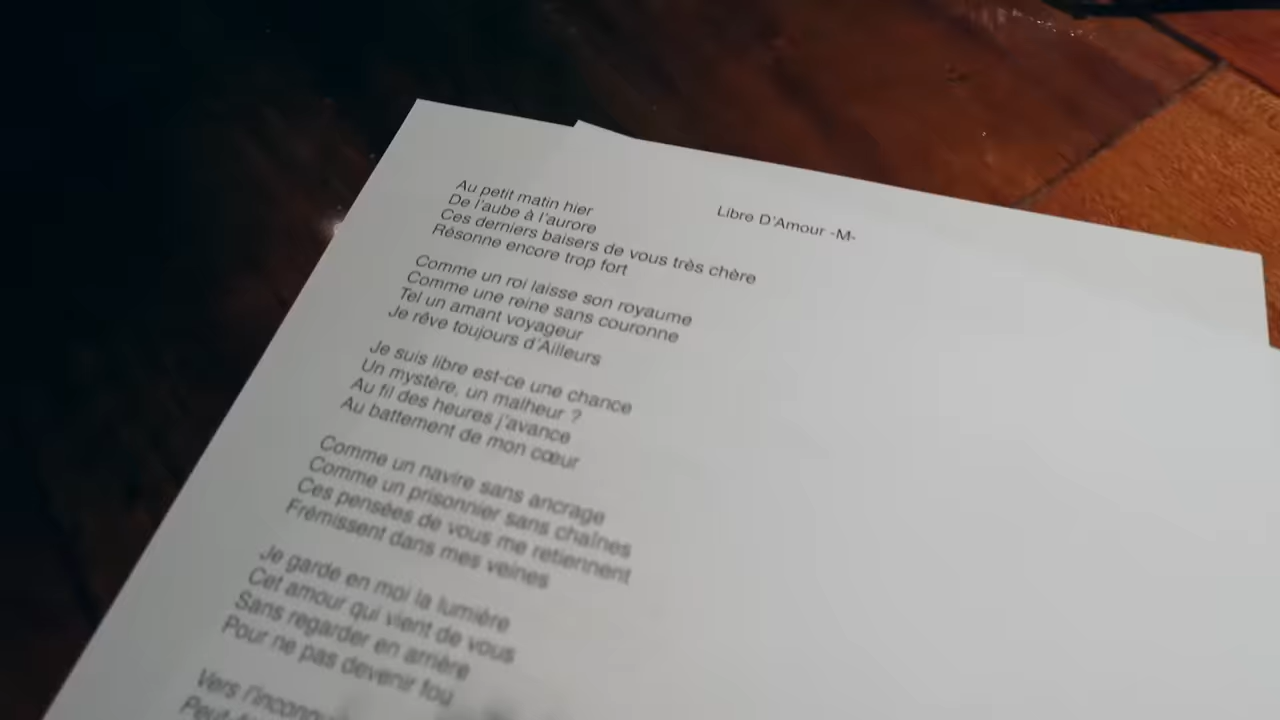 Libre D'Amour -M-
Au petit matin hier
De l'aube à l'aurore
Ces derniers baisers de vous très chère
Résonne encore trop fort
Comme un roi laisse son royaume
Comme une reine sans couronne
Tel un amant voyageur
Je rêve toujours d'Ailleurs
Je suis libre est-ce une chance
Un mystère, un malheur ?
Au fil des heures j'avance
Au battement de mon cœur
Comme un navire sans ancrage
Comme un prisonnier sans chaînes
Ces pensées de vous me retiennent
Frémissent dans mes veines
Je garde en moi la lumière
Cet amour qui vient de vous
Sans regarder en arrière
Pour ne pas devenir fou
Vers